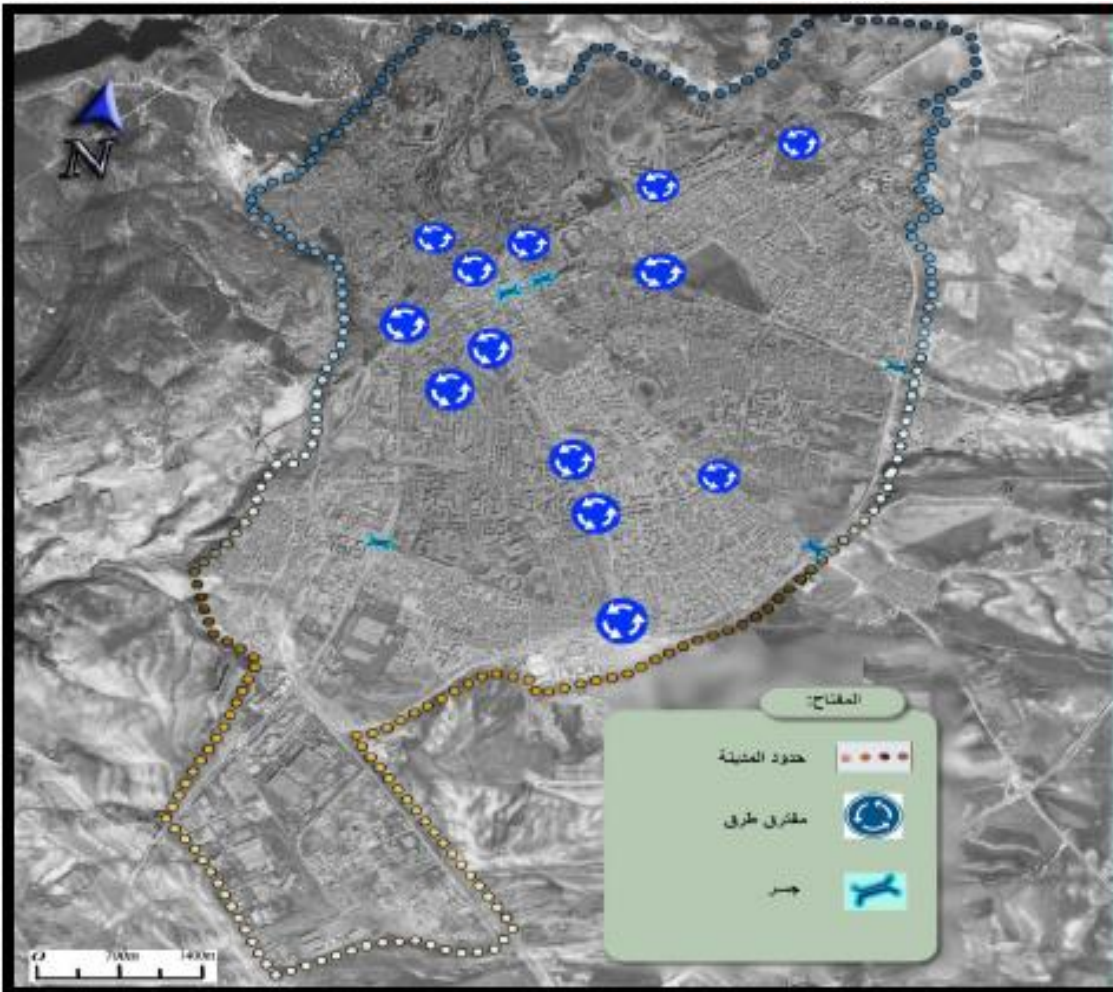 N
المفتاح:
حدود المدينة
مفترق طرق
جسر
0 700m 1400m